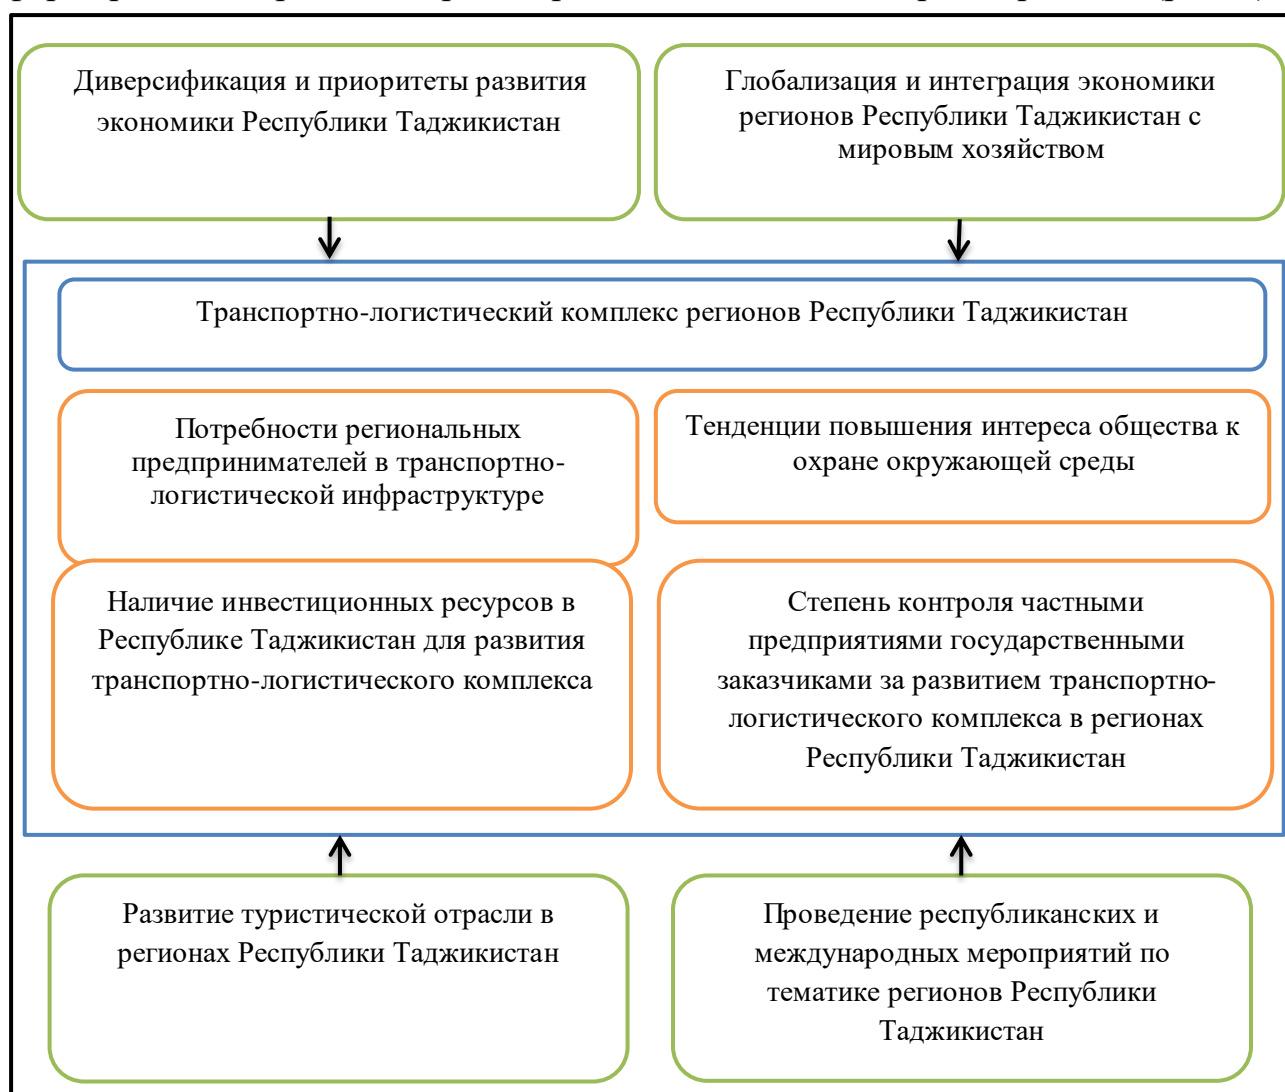 Диверсификация и приоритеты развития
экономики Республики Таджикистан
Глобализация и интеграция экономики
регионов Республики Таджикистан с
мировым хозяйством
Транспортно-логистический комплекс регионов Республики Таджикистан
Потребности региональных
предпринимателей в транспортно-
логистической инфраструктуре
Тенденции повышения интереса общества к
охране окружающей среды
Наличие инвестиционных ресурсов в
Республике Таджикистан для развития
транспортно-логистического комплекса
Степень контроля частными
предприятиями государственными
заказчиками за развитием транспортно-
логистического комплекса в регионах
Республики Таджикистан
Развитие туристической отрасли в
регионах Республики Таджикистан
Проведение республиканских и
международных мероприятий по
тематике регионов Республики
Таджикистан